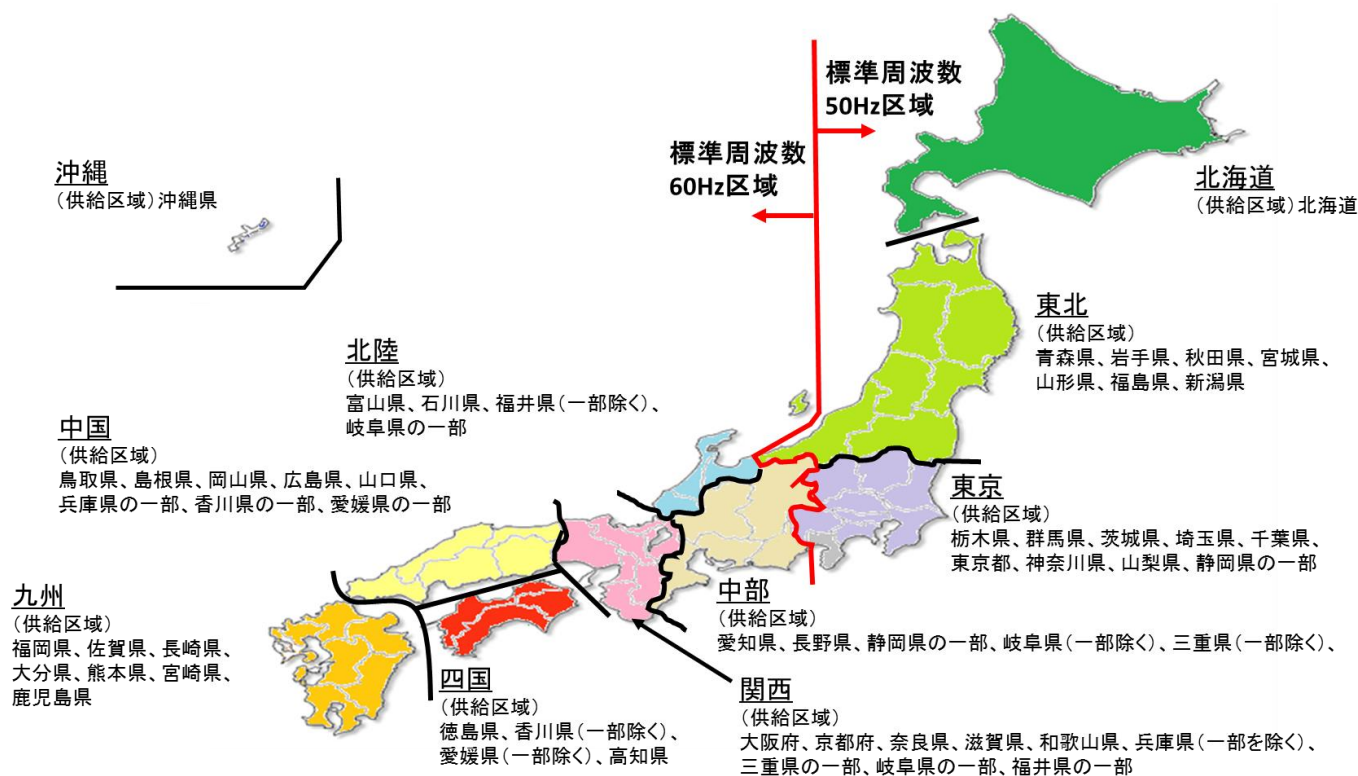 標準周波数
50Hz区域
標準周波数
60Hz区域
沖縄
(供給区域)沖縄県
北海道
(供給区域)北海道
東北
(供給区域)
青森県、岩手県、秋田県、宮城県、
山形県、福島県、新潟県
北陸
(供給区域)
富山県、石川県、福井県(一部除く)、
岐阜県の一部
中国
(供給区域)
鳥取県、島根県、岡山県、広島県、山口県、
兵庫県の一部、香川県の一部、愛媛県の一部
東京
(供給区域)
栃木県、群馬県、茨城県、埼玉県、千葉県、
東京都、神奈川県、山梨県、静岡県の一部
中部
(供給区域)
愛知県、長野県、静岡県の一部、岐阜県(一部除く)、三重県(一部除く)、
九州
(供給区域)
福岡県、佐賀県、長崎県、
大分県、熊本県、宮崎県、
鹿児島県
四国
(供給区域)
徳島県、香川県(一部除く)、
愛媛県(一部除く)、高知県
関西
(供給区域)
大阪府、京都府、奈良県、滋賀県、和歌山県、兵庫県(一部を除く)、
三重県の一部、岐阜県の一部、福井県の一部